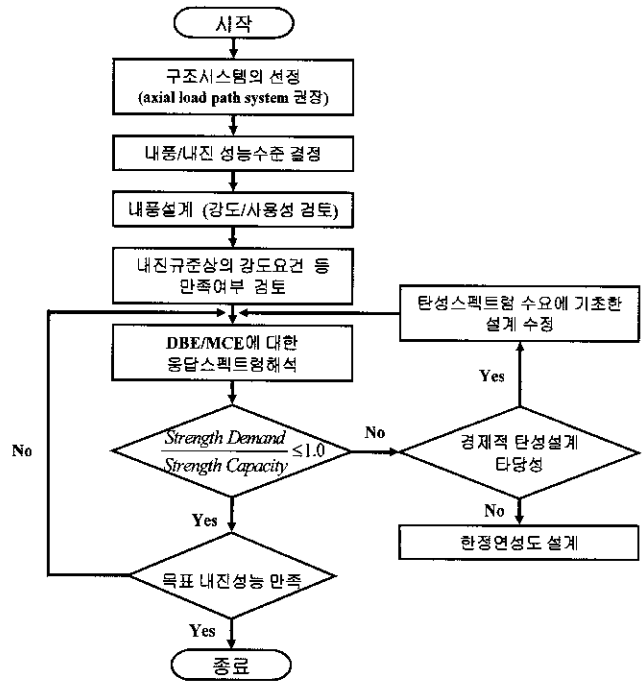 시작
구조시스템의 선정
(axial load path system 권장)
내풍/내진 성능수준 결정
내풍설계 (강도/사용성 검토)
내진규준상의 강도요건 등
만족여부 검토
탄성스펙트럼 수요에 기초한
설계 수정
DBE/MCE에 대한
응답스펙트럼해석
Yes
No
Strength Demand
Strength Capacity ≤1.0
No
경제적 탄성설계
타당성
Yes
No
한정연성도 설계
목표 내진성능 만족
Yes
종료